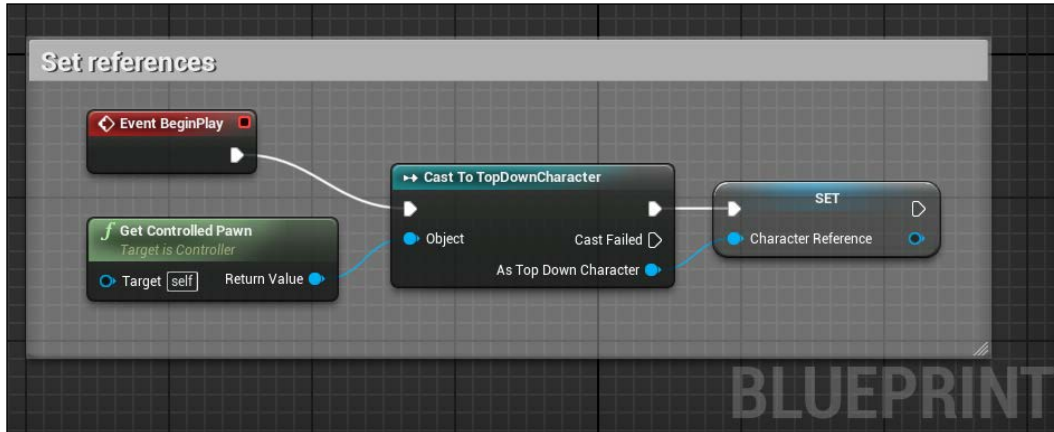 Set references
Event BeginPlay
Cast To TopDownCharacter
SET
Get Controlled Pawn
Target is Controller
Object
Cast Failed
Character Reference
Target self
Return Value
As Top Down Character
BLUEPRINT